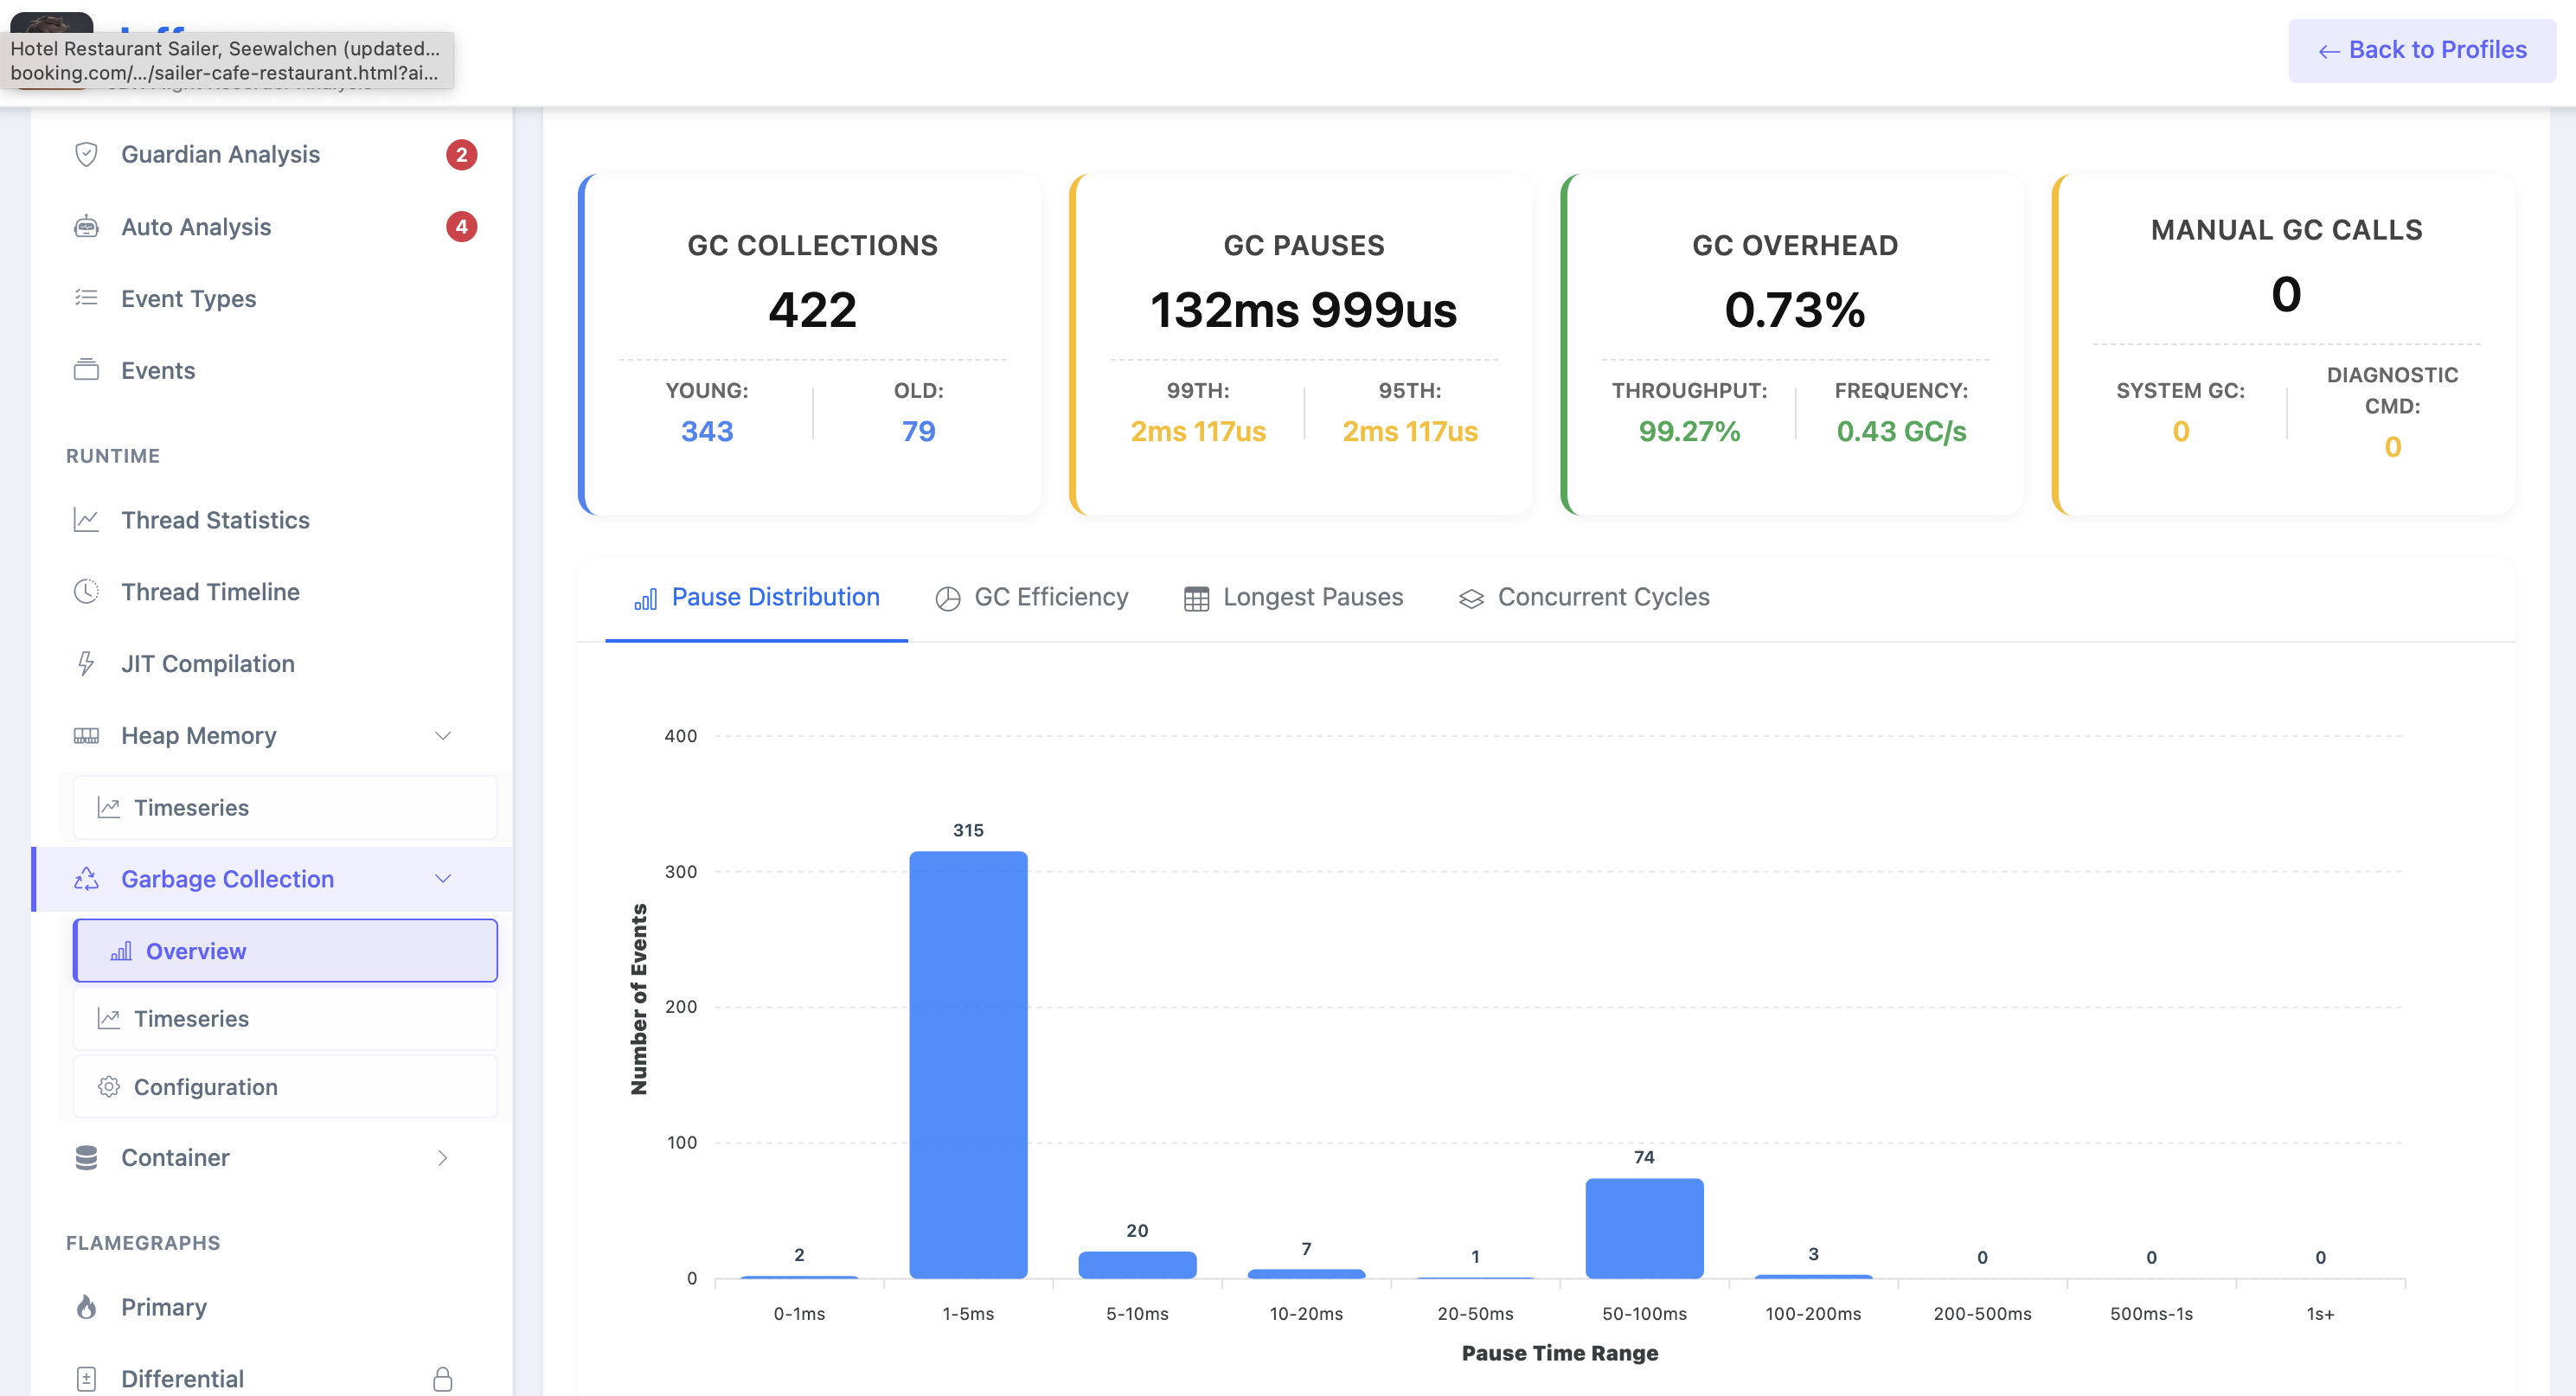 Hotel Restaurant Sailer, Seewalchen (updated...
booking.com/.../sailer-cafe-restaurant.html?ai...
← Back to Profiles
Guardian Analysis 2
Auto Analysis 4
Event Types
Events
RUNTIME
Thread Statistics
Thread Timeline
JIT Compilation
Heap Memory
Timeseries
Garbage Collection
Overview
Timeseries
Configuration
Container
FLAMEGRAPHS
Primary
Differential
GC COLLECTIONS
422
YOUNG: OLD:
343 79
GC PAUSES
132ms 999us
99TH: 95TH:
2ms 117us 2ms 117us
GC OVERHEAD
0.73%
THROUGHPUT: FREQUENCY:
99.27% 0.43 GC/s
MANUAL GC CALLS
0
SYSTEM GC:
0
DIAGNOSTIC
CMD:
0
Pause Distribution GC Efficiency Longest Pauses Concurrent Cycles
Number of Events
400
300
200
100
0
2 315 20 7 1 74 3 0 0 0
0-1ms 1-5ms 5-10ms 10-20ms 20-50ms 50-100ms 100-200ms 200-500ms 500ms-1s 1s+
Pause Time Range